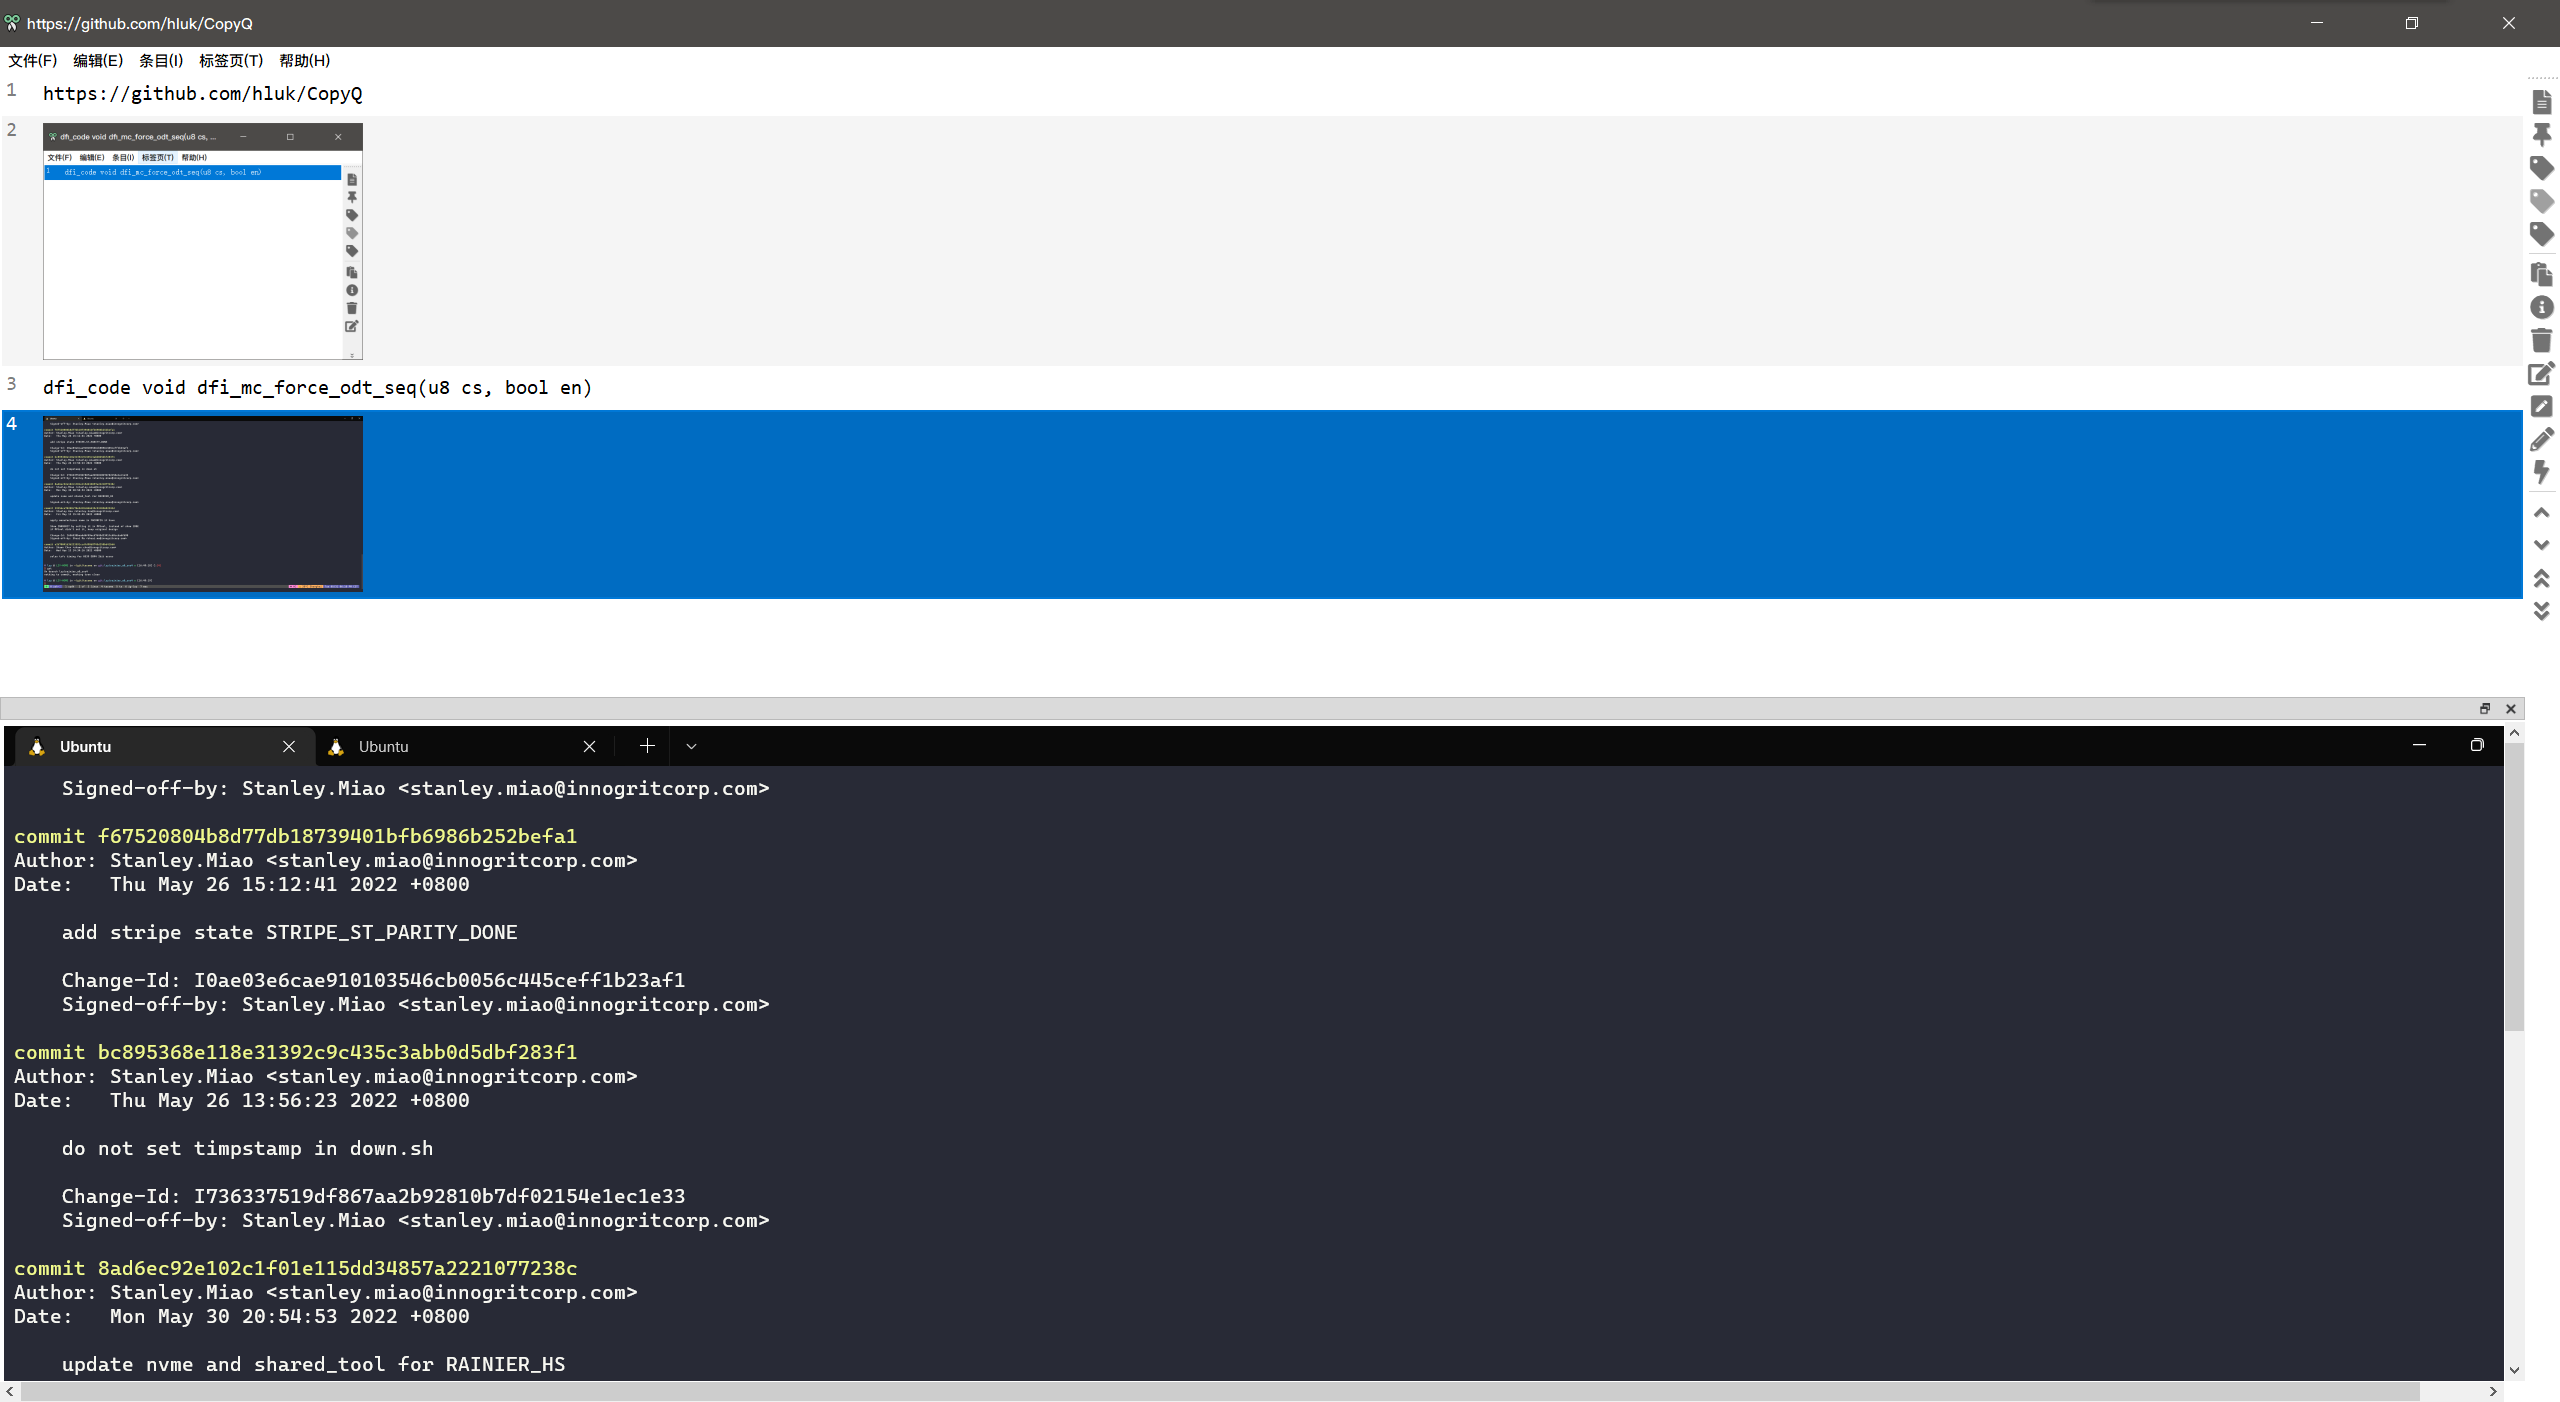 https://github.com/hluk/CopyQ
文件(F) 编辑(E) 条目(I) 标签页(T) 帮助(H)
1 https://github.com/hluk/CopyQ
2
dfi_code void dfi_mc_force_odt_seq(u8 cs, ...
文件(F) 编辑(E) 条目(I) 标签页(T) 帮助(H)
1 dfi_code void dfi_mc_force_odt_seq(u8 cs, bool en)
3 dfi_code void dfi_mc_force_odt_seq(u8 cs, bool en)
4
Ubuntu Ubuntu
Signed-off-by: Stanley.Miao <stanley.miao@innogritcorp.com>
commit f67520804b8d77db18739401bfb6986b252befa1
Author: Stanley.Miao <stanley.miao@innogritcorp.com>
Date: Thu May 26 15:12:41 2022 +0800
add stripe state STRIPE_ST_PARITY_DONE
Change-Id: I0ae03e6cae910103546cb0056c445ceff1b23af1
Signed-off-by: Stanley.Miao <stanley.miao@innogritcorp.com>
commit bc895368e118e31392c9c435c3abb0d5dbf283f1
Author: Stanley.Miao <stanley.miao@innogritcorp.com>
Date: Thu May 26 13:56:23 2022 +0800
do not set timpstamp in down.sh
Change-Id: I736337519df867aa2b92810b7df02154e1ec1e33
Signed-off-by: Stanley.Miao <stanley.miao@innogritcorp.com>
commit 8ad6ec92e102c1f01e115dd34857a2221077238c
Author: Stanley.Miao <stanley.miao@innogritcorp.com>
Date: Mon May 30 20:54:53 2022 +0800
update nvme and shared_tool for RAINIER_HS